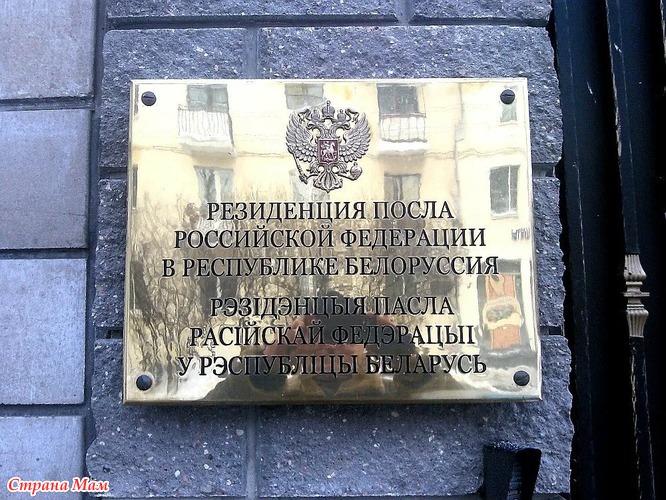 РЕЗИДЕНЦИЯ ПОСЛА
РОССИЙСКОЙ ФЕДЕРАЦИИ
В РЕСПУБЛИКЕ БЕЛОРУССИЯ
РЭЗІДЭНЦЫЯ ПАСЛА
РАСІЙСКАЙ ФЕДЭРАЦЫІ
У РЭСПУБЛІЦЫ БЕЛАРУСЬ
Страна Мам